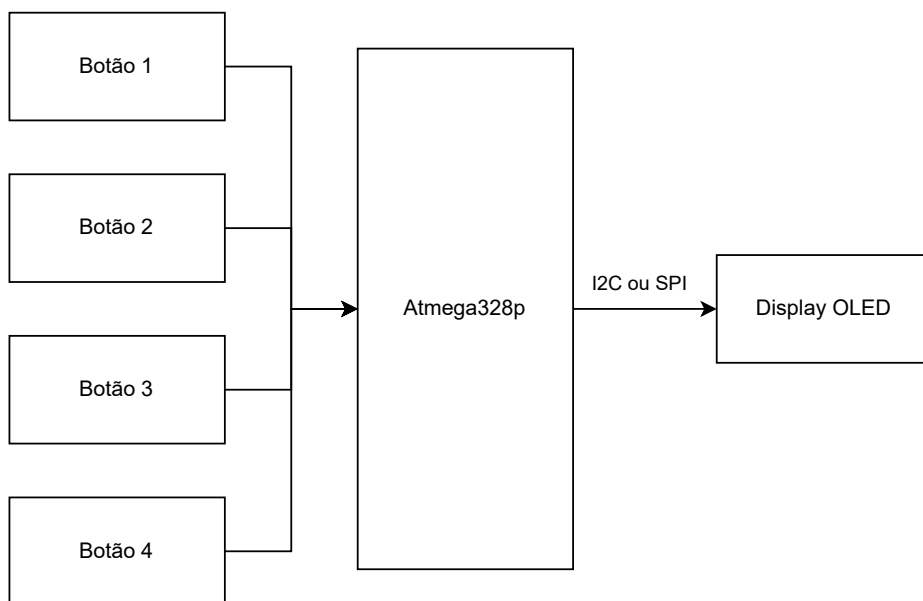 Botão 1
Botão 2
Botão 3
Botão 4
Atmega328p
I2C ou SPI
Display OLED